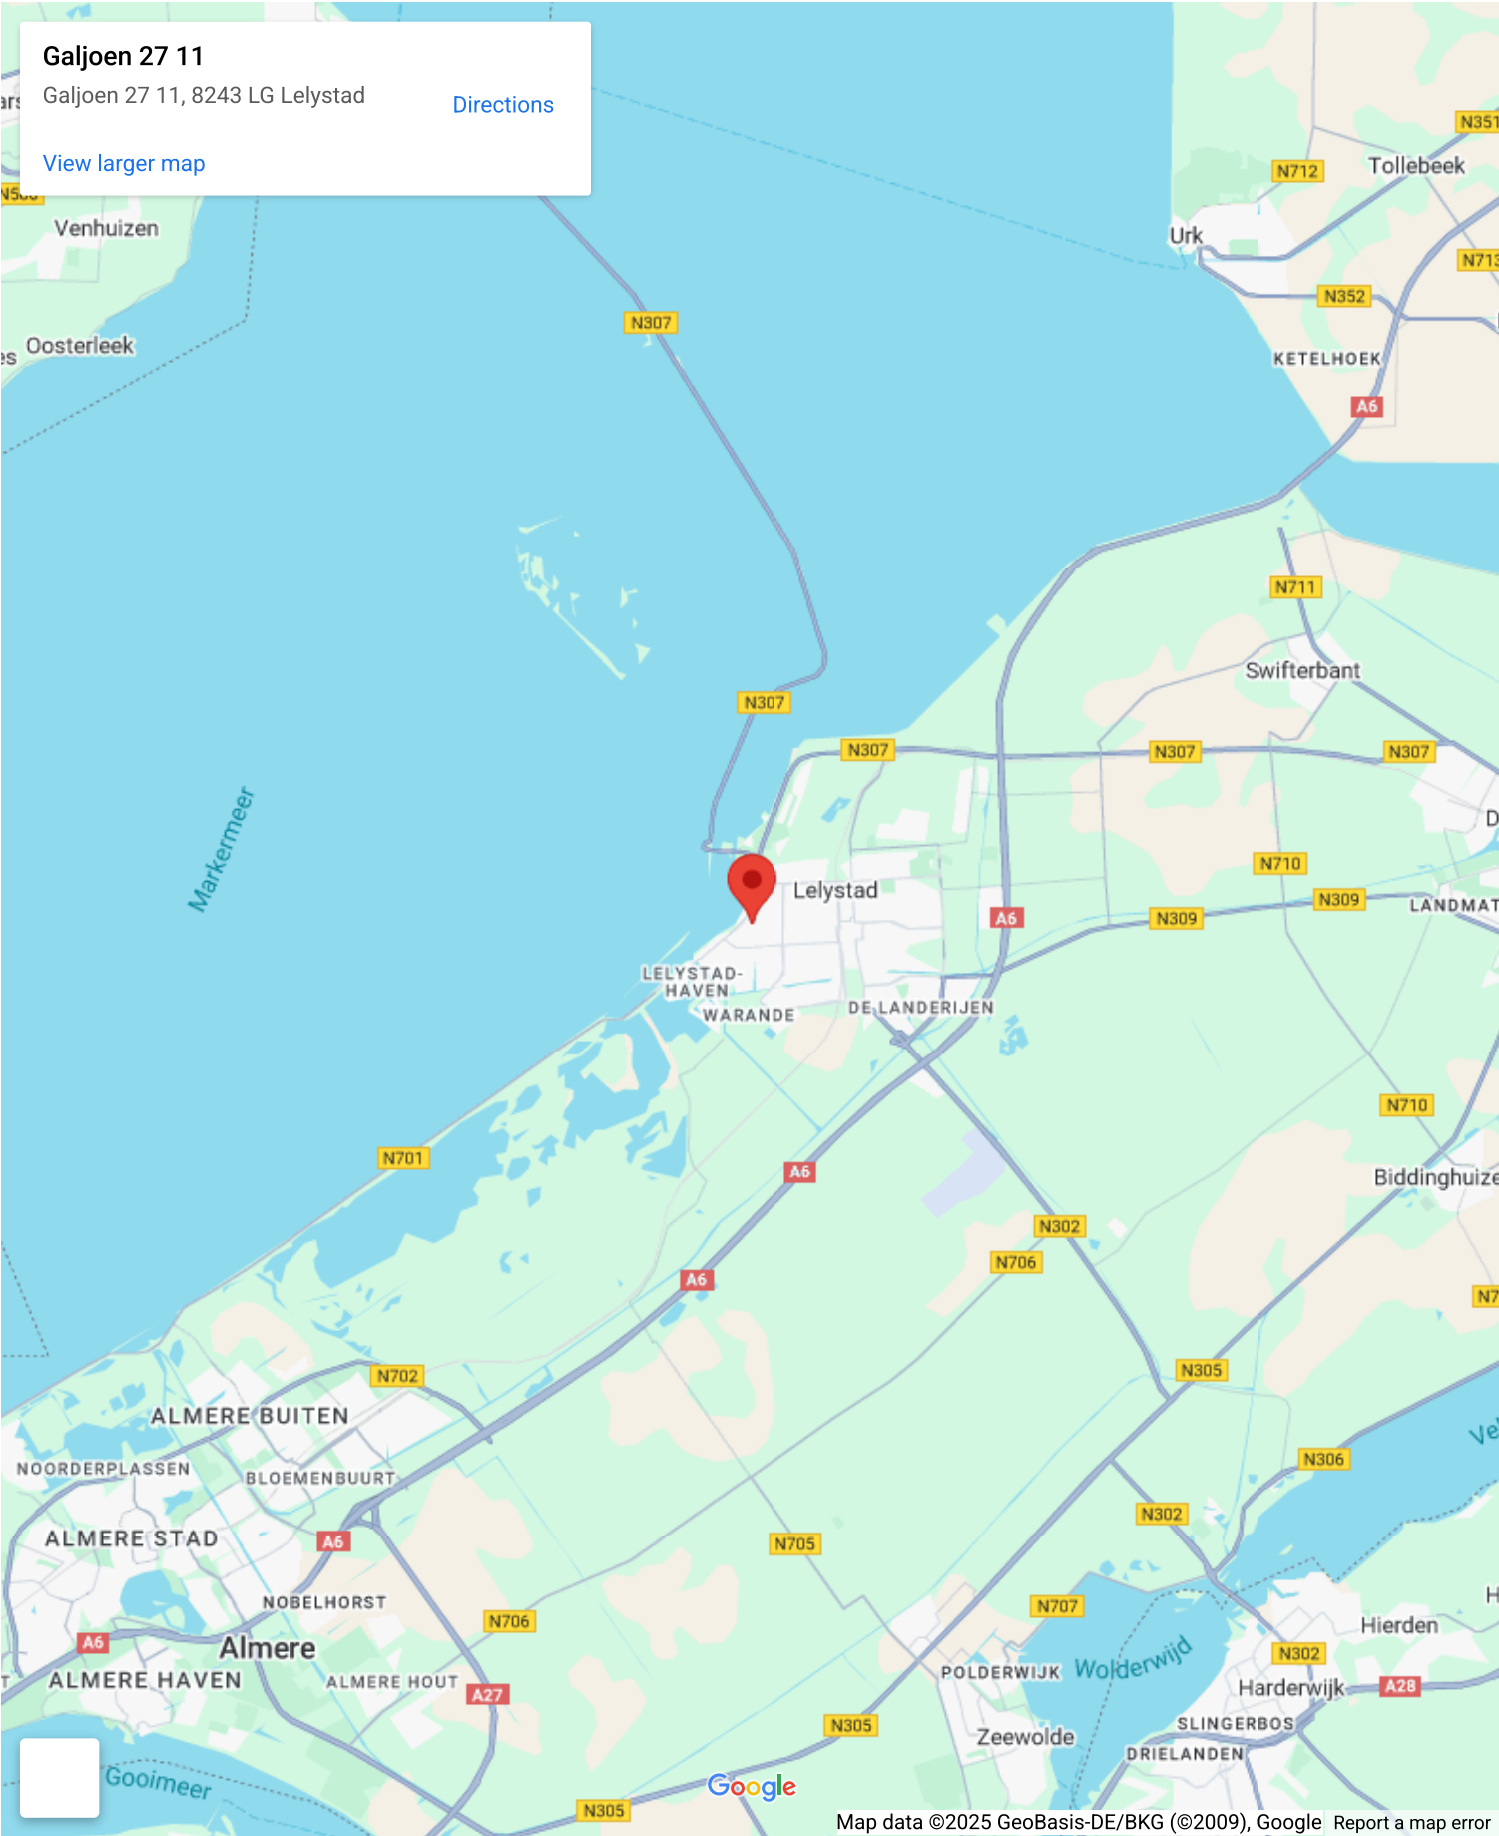 Galjoen 27 11
Galjoen 27 11, 8243 LG Lelystad
Directions
View larger map
N351
Tollebeek
N712
Venhuizen
Urk
N713
N352
N307
Oosterleek
es
KETELHOEK
A6
N711
Swifterbant
N307
N307
N307
N307
D
Markermeer
N710
Lelystad
N309
LANDMAT
A6
N309
LELYSTAD-
HAVEN
WARANDE
DE LANDERIJEN
N710
N701
A6
Biddinghuize
N302
N706
A6
N7
N305
N702
ALMERE BUITEN
Vel
N306
NOORDERPLASSEN
BLOEMENBUURT
N302
ALMERE STAD
A6
N705
H
NOBELHORST
N707
N706
Hierden
A6
Almere
N302
Wolderwijd
POLDERWIJK
ALMERE HAVEN
ALMERE HOUT
A27
Harderwijk
A28
N305
SLINGERBOS
Zeewolde
DRIELANDEN
Gooimeer
Google
N305
Map data ©2025 GeoBasis-DE/BKG (©2009), Google
Report a map error